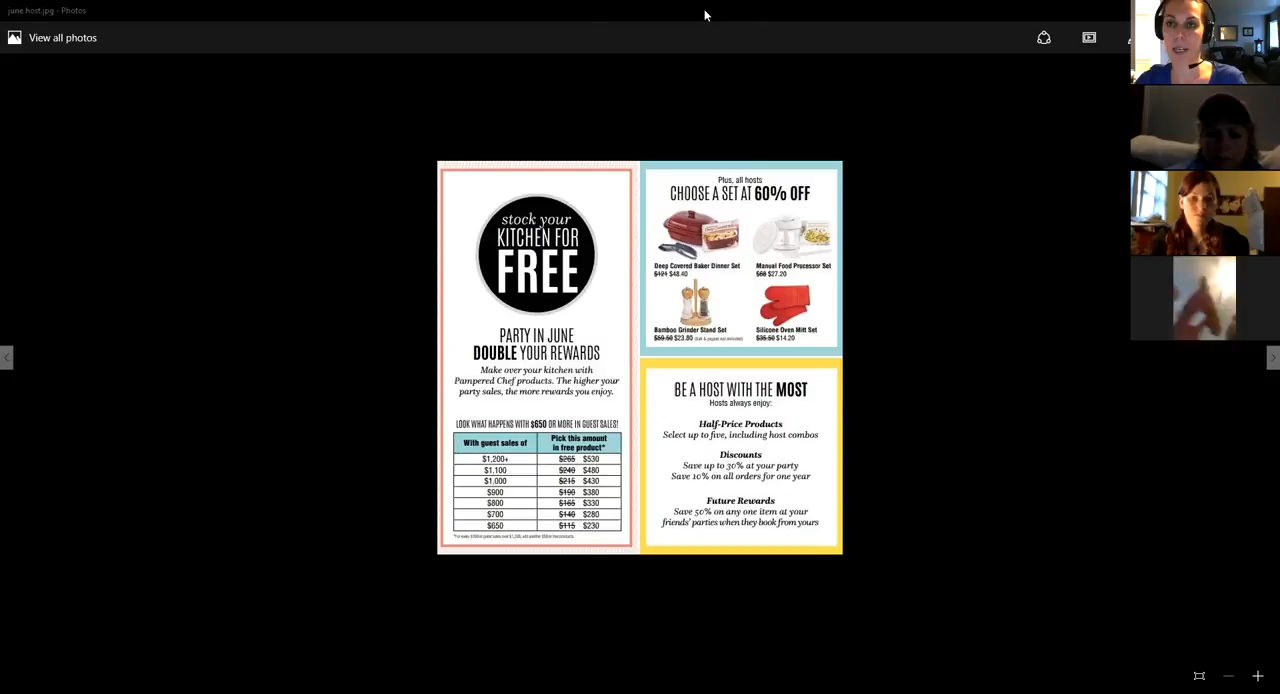 june host.jpg - Photos
View all photos
stock your
KITCHEN FOR
FREE
PARTY IN JUNE
DOUBLE YOUR REWARDS
Make over your kitchen with
Pampered Chef products. The higher your
party sales, the more rewards you enjoy.
LOOK WHAT HAPPENS WITH $650 OR MORE IN GUEST SALES!
With guest sales of
Pick this amount
in free product*
$1,200+ $265 $530
$1,100 $240 $480
$1,000 $215 $430
$900 $190 $380
$800 $165 $330
$700 $140 $280
$650 $115 $230
Plus, all hosts
CHOOSE A SET AT 60% OFF
Deep Covered Baker Dinner Set
$121 $48.40
Manual Food Processor Set
$68 $27.20
Bamboo Grinder Stand Set
$59.50 $23.80 (Salt & pepper not included)
Silicone Oven Mitt Set
$35.50 $14.20
BE A HOST WITH THE MOST
Hosts always enjoy:
Half-Price Products
Select up to five, including host combos
Discounts
Save up to 30% at your party
Save 10% on all orders for one year
Future Rewards
Save 50% on any one item at your
friends' parties when they book from yours